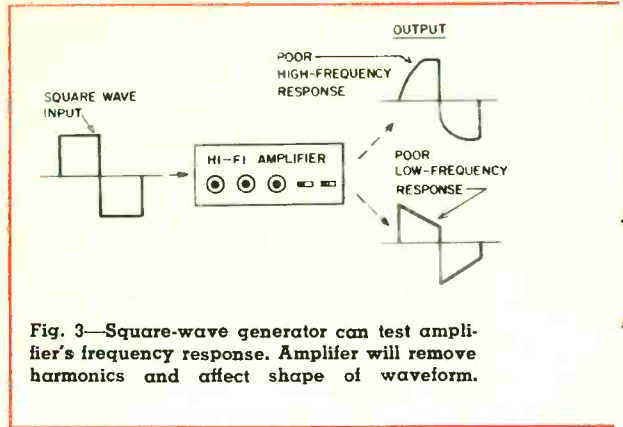 OUTPUT
POOR
HIGH-FREQUENCY
RESPONSE
SQUARE WAVE
INPUT
HI-FI AMPLIFIER
POOR
LOW-FREQUENCY
RESPONSE
Fig. 3—Square-wave generator can test ampli-
fier's frequency response. Amplifer will remove
harmonics and affect shape of waveform.